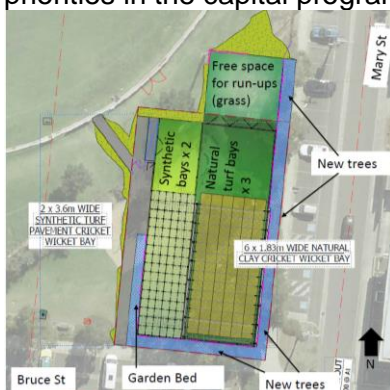 priorities in the capital program
Mary St
Free space
for run-ups
(grass)
Synthetic
bays x 2
Natural
turf bays
x 3
New trees
2 x 3.6m WIDE
SYNTHETIC TURF
PAVEMENT CRICKET
WICKET BAY
6 x 1.83m WIDE NATURAL
CLAY CRICKET WICKET BAY
N
Bruce St
Garden Bed
New trees